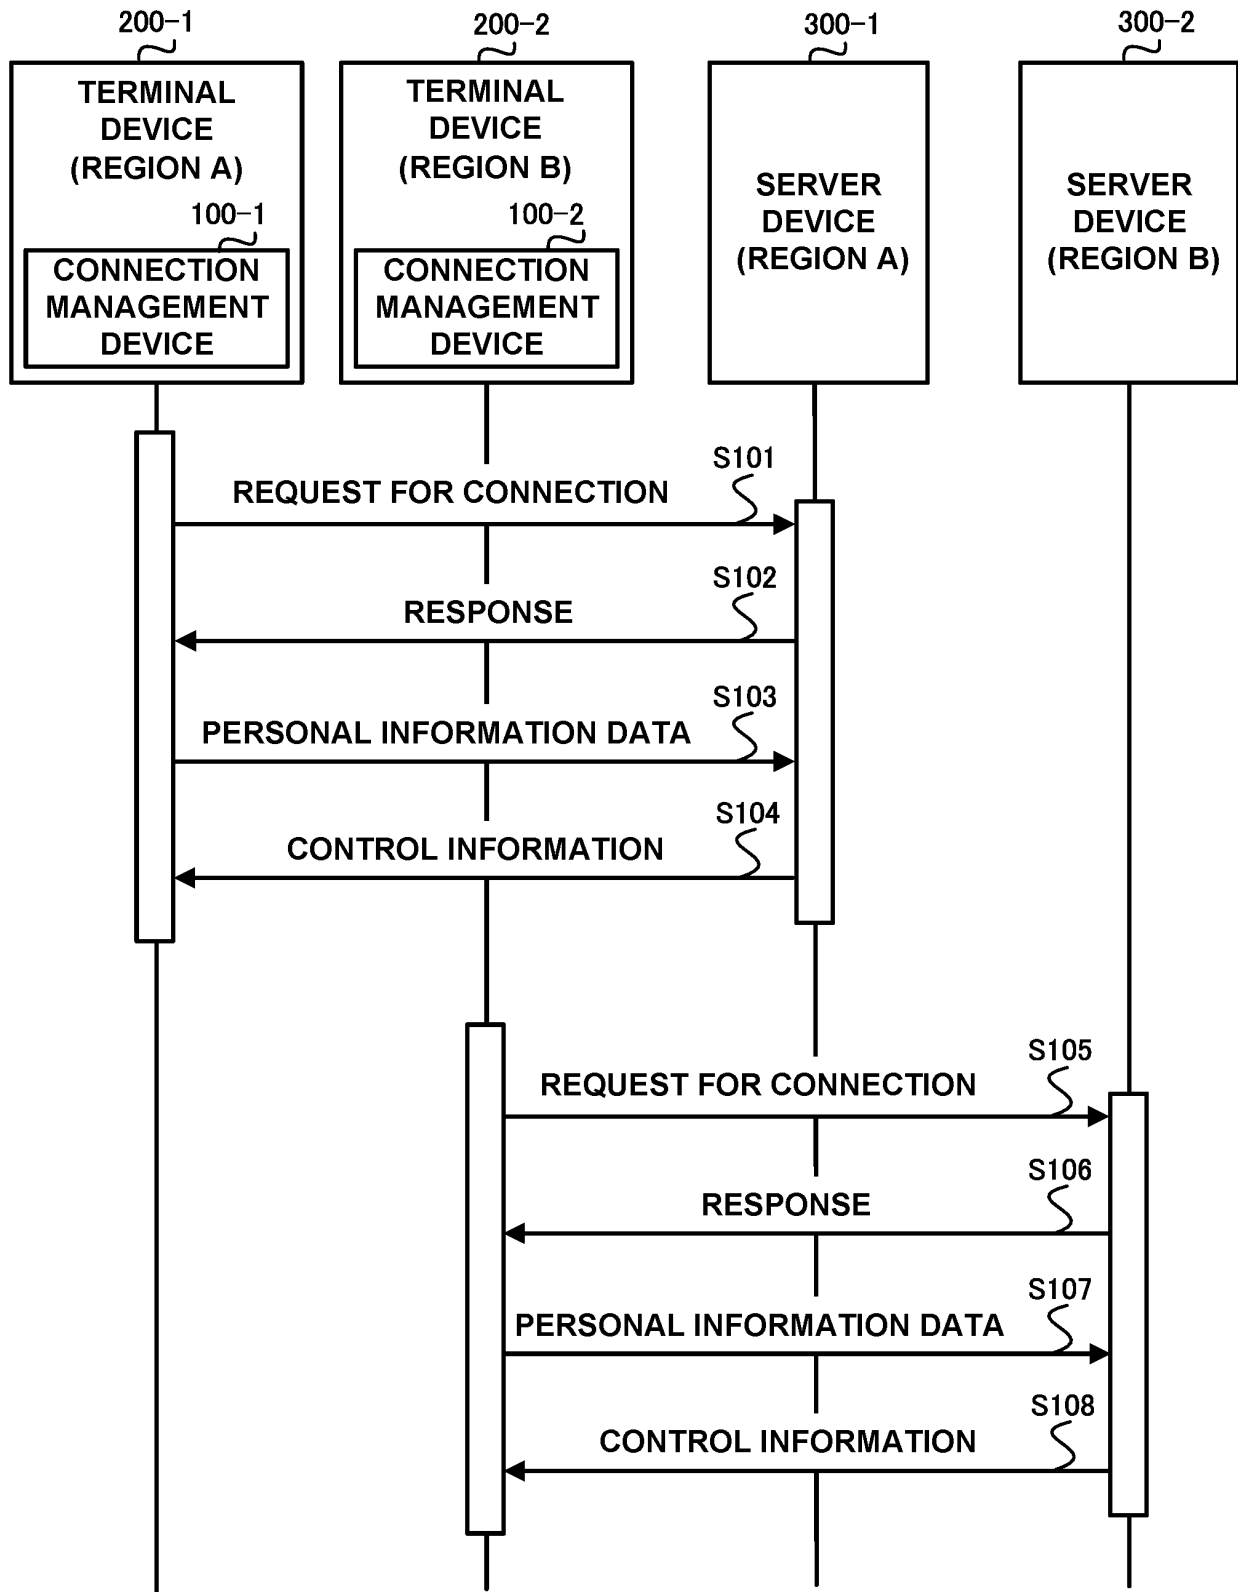 200-1
200-2
300-1
300-2
TERMINAL
DEVICE
(REGION A)
100-1
CONNECTION
MANAGEMENT
DEVICE
TERMINAL
DEVICE
(REGION B)
100-2
CONNECTION
MANAGEMENT
DEVICE
SERVER
DEVICE
(REGION A)
SERVER
DEVICE
(REGION B)
S101
REQUEST FOR CONNECTION
S102
RESPONSE
S103
PERSONAL INFORMATION DATA
S104
CONTROL INFORMATION
S105
REQUEST FOR CONNECTION
S106
RESPONSE
S107
PERSONAL INFORMATION DATA
S108
CONTROL INFORMATION